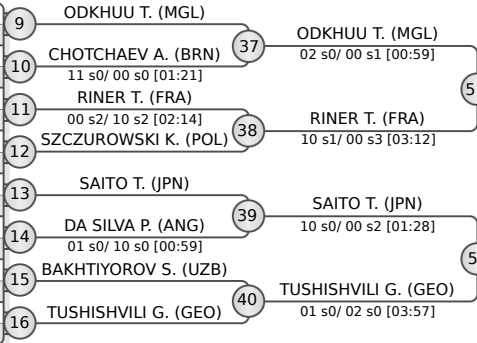 9
ODKHUU T. (MGL)
10
CHOTCHAEV A. (BRN)
11 s0/ 00 s0 [01:21]
37
ODKHUU T. (MGL)
02 s0/ 00 s1 [00:59]
11
RINER T. (FRA)
00 s2/ 10 s2 [02:14]
12
SZCZUROWSKI K. (POL)
38
RINER T. (FRA)
10 s1/ 00 s3 [03:12]
13
SAITO T. (JPN)
14
DA SILVA P. (ANG)
01 s0/ 10 s0 [00:59]
39
SAITO T. (JPN)
10 s0/ 00 s2 [01:28]
15
BAKHTIYOROV S. (UZB)
16
TUSHISHVILI G. (GEO)
40
TUSHISHVILI G. (GEO)
01 s0/ 02 s0 [03:57]
5
5